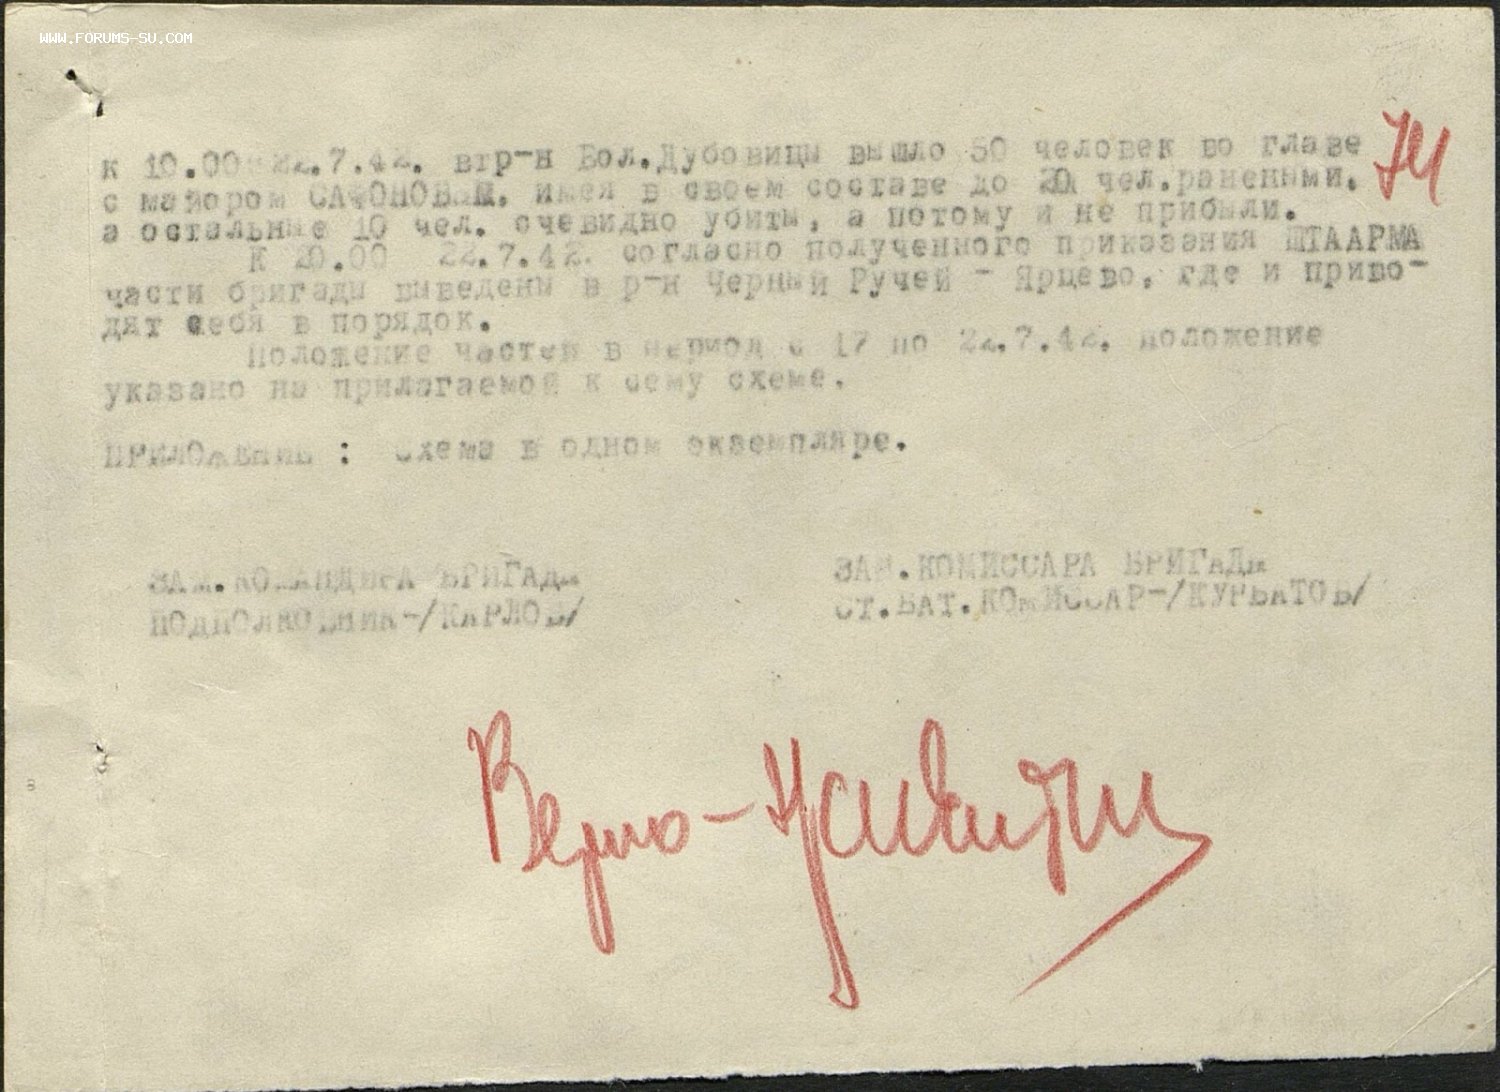 WWW.FORUMS-SU.COM
к 10.00 22.7.42. втр-н Бол.Дубовицы вышло 50 человек во главе
с майором САФОНОВЫМ. имея в своем составе до 20 чел.ранеными.
а остальные 10 чел. очевидно убиты, а потому и не прибыли.
К 20.00 22.7.42. согласно полученного приказания ШТААРМА
части бригады выведены в р-н Черный Ручей - Ярцево, где и приво-
дят себя в порядок.
Положение частей в период с 17 по 22.7.42. положение
указано на прилагаемой к сему схеме.
ПРИЛОЖЕНИЕ : Схема в одном экземпляре.
ЗАМ.КОМАНДИРА БРИГАДЫ
ПОДПОЛКОВНИК-/КАРЛОВ/
ЗАМ.КОМИССАРА БРИГАДЫ
СТ.БАТ.КОМИССАР-/КУРБАТОВ/
Верно -